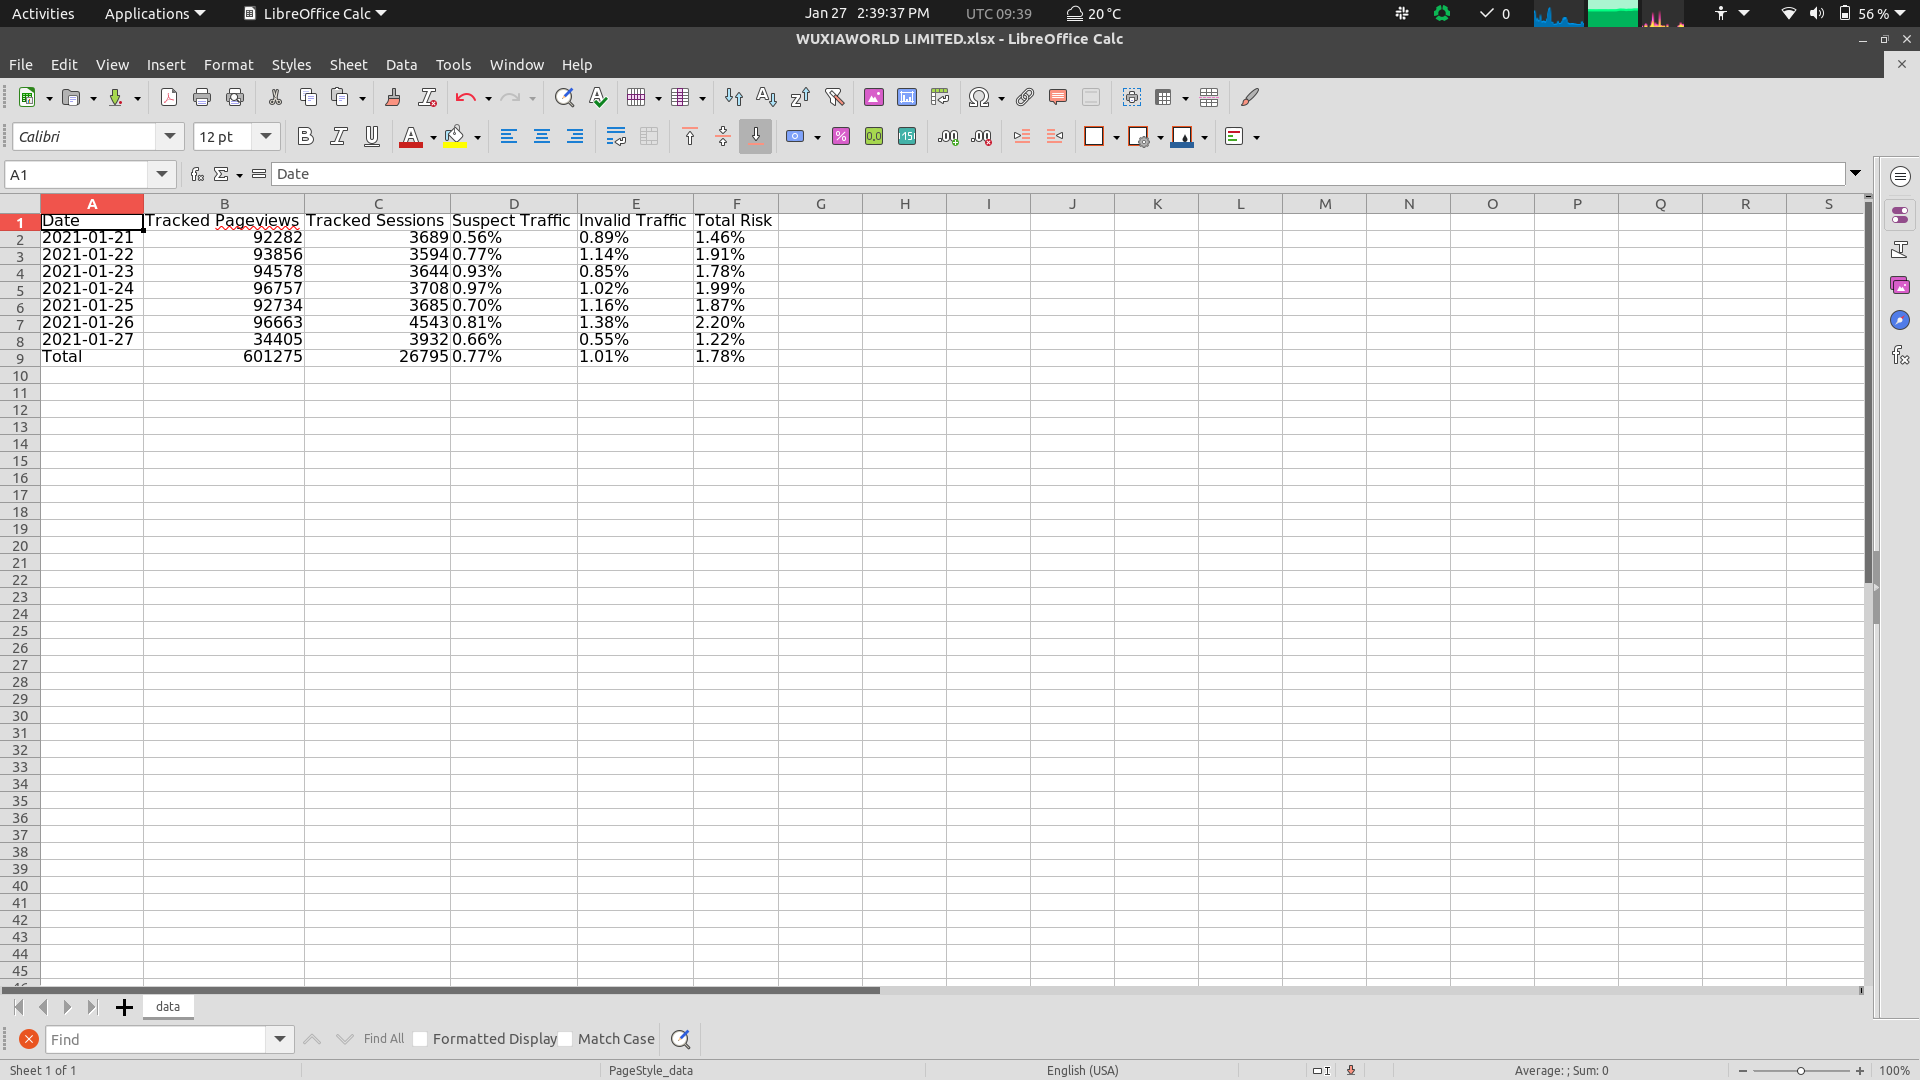 Activities Applications LibreOffice Calc Jan 27 2:39:37 PM UTC 09:39 20 °C 0 56 %
WUXIAWORLD LIMITED.xlsx - LibreOffice Calc
File Edit View Insert Format Styles Sheet Data Tools Window Help
Calibri 12 pt
A1 Date
A B C D E F G H I J K L M N O P Q R S
1 Date Tracked Pageviews Tracked Sessions Suspect Traffic Invalid Traffic Total Risk
2 2021-01-21 92282 3689 0.56% 0.89% 1.46%
3 2021-01-22 93856 3594 0.77% 1.14% 1.91%
4 2021-01-23 94578 3644 0.93% 0.85% 1.78%
5 2021-01-24 96757 3708 0.97% 1.02% 1.99%
6 2021-01-25 92734 3685 0.70% 1.16% 1.87%
7 2021-01-26 96663 4543 0.81% 1.38% 2.20%
8 2021-01-27 34405 3932 0.66% 0.55% 1.22%
9 Total 601275 26795 0.77% 1.01% 1.78%
10
11
12
13
14
15
16
17
18
19
20
21
22
23
24
25
26
27
28
29
30
31
32
33
34
35
36
37
38
39
40
41
42
43
44
45
data
Find Find All Formatted Display Match Case
Sheet 1 of 1 PageStyle_data English (USA) Average: ; Sum: 0 100%